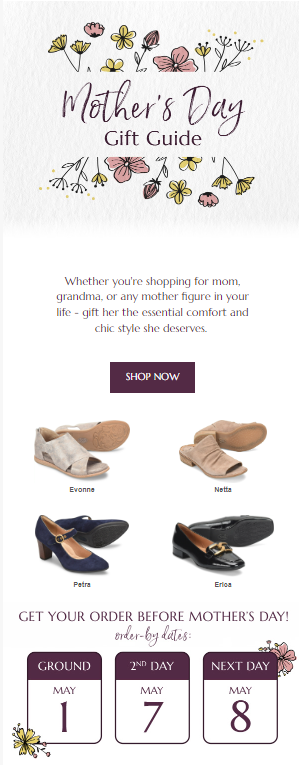 Mother's Day
Gift Guide
Whether you're shopping for mom,
grandma, or any mother figure in your
life - gift her the essential comfort and
chic style she deserves.
SHOP NOW
Evonne
Netta
Petra
Erica
GET YOUR ORDER BEFORE MOTHER'S DAY!
order-by dates:
GROUND
MAY
1
2ND DAY
MAY
7
NEXT DAY
MAY
8